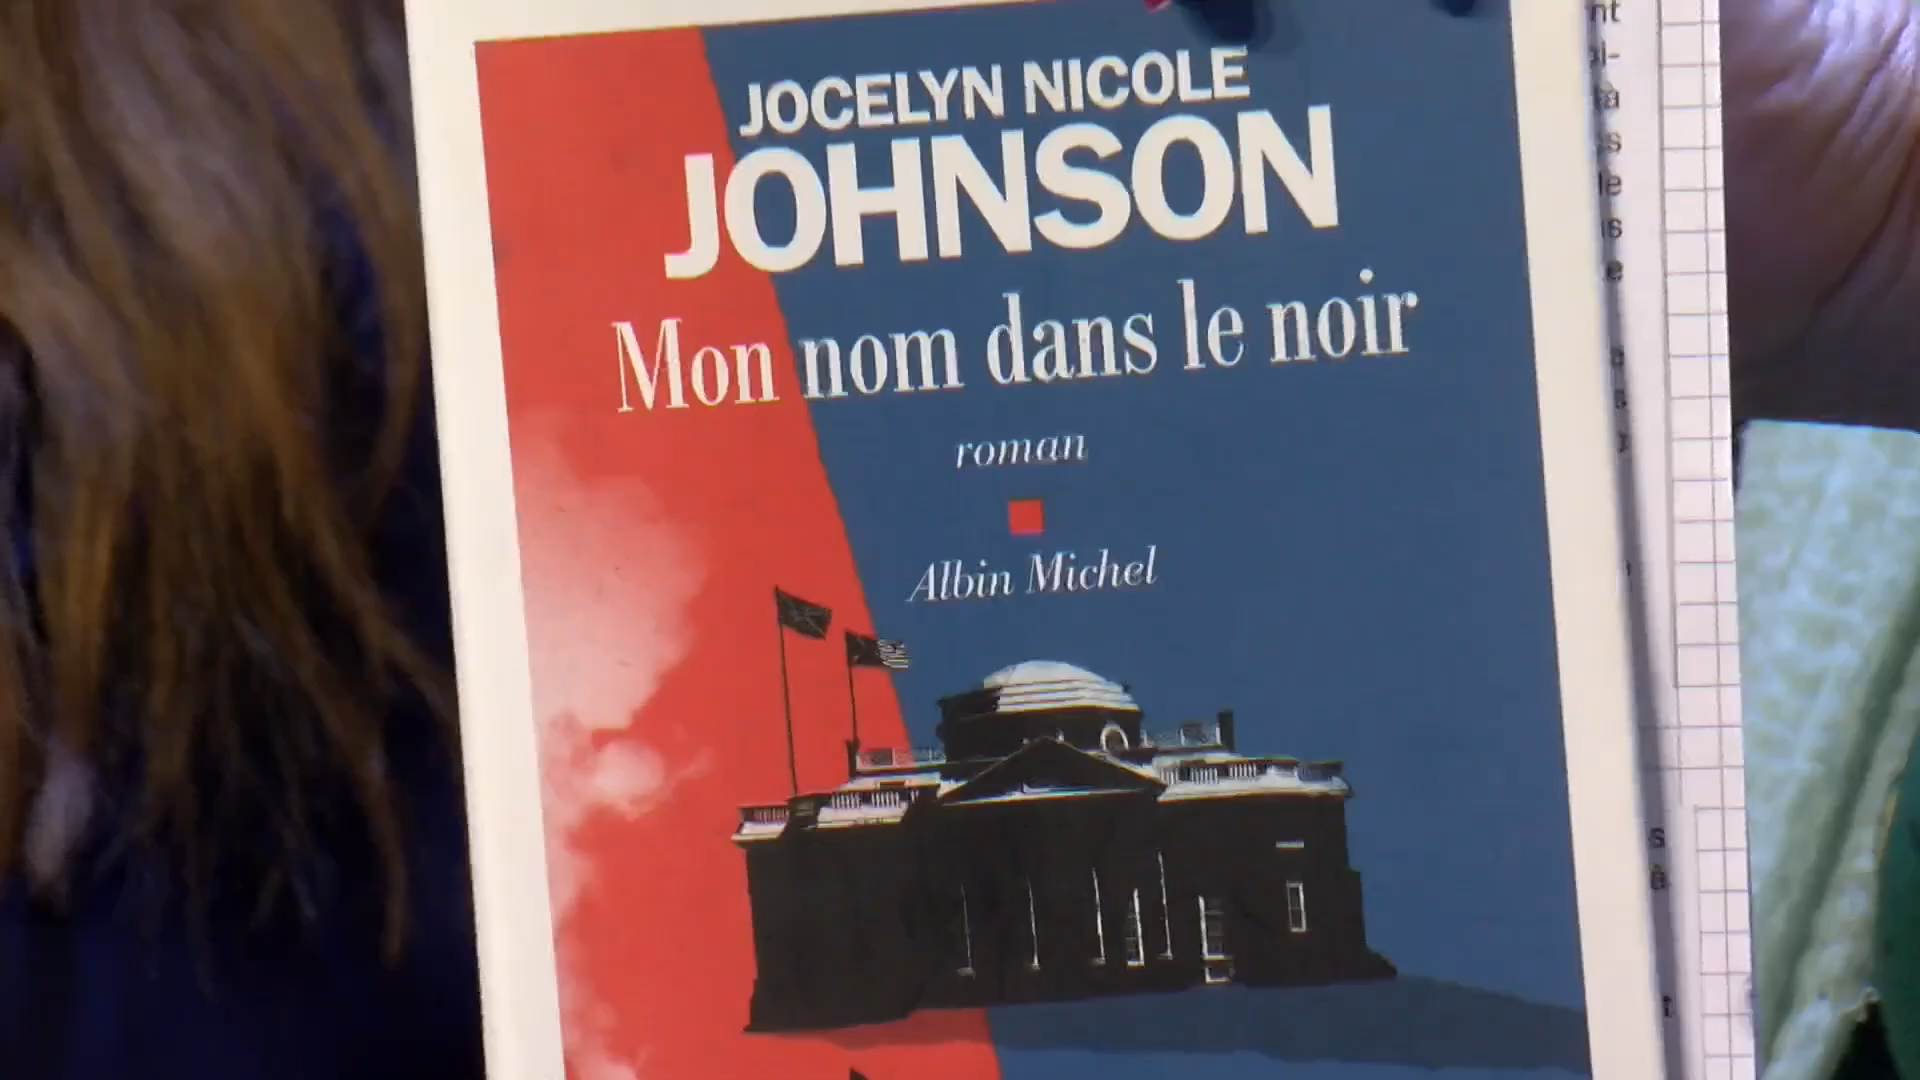 JOCELYN NICOLE
JOHNSON
Mon nom dans le noir
roman
Albin Michel